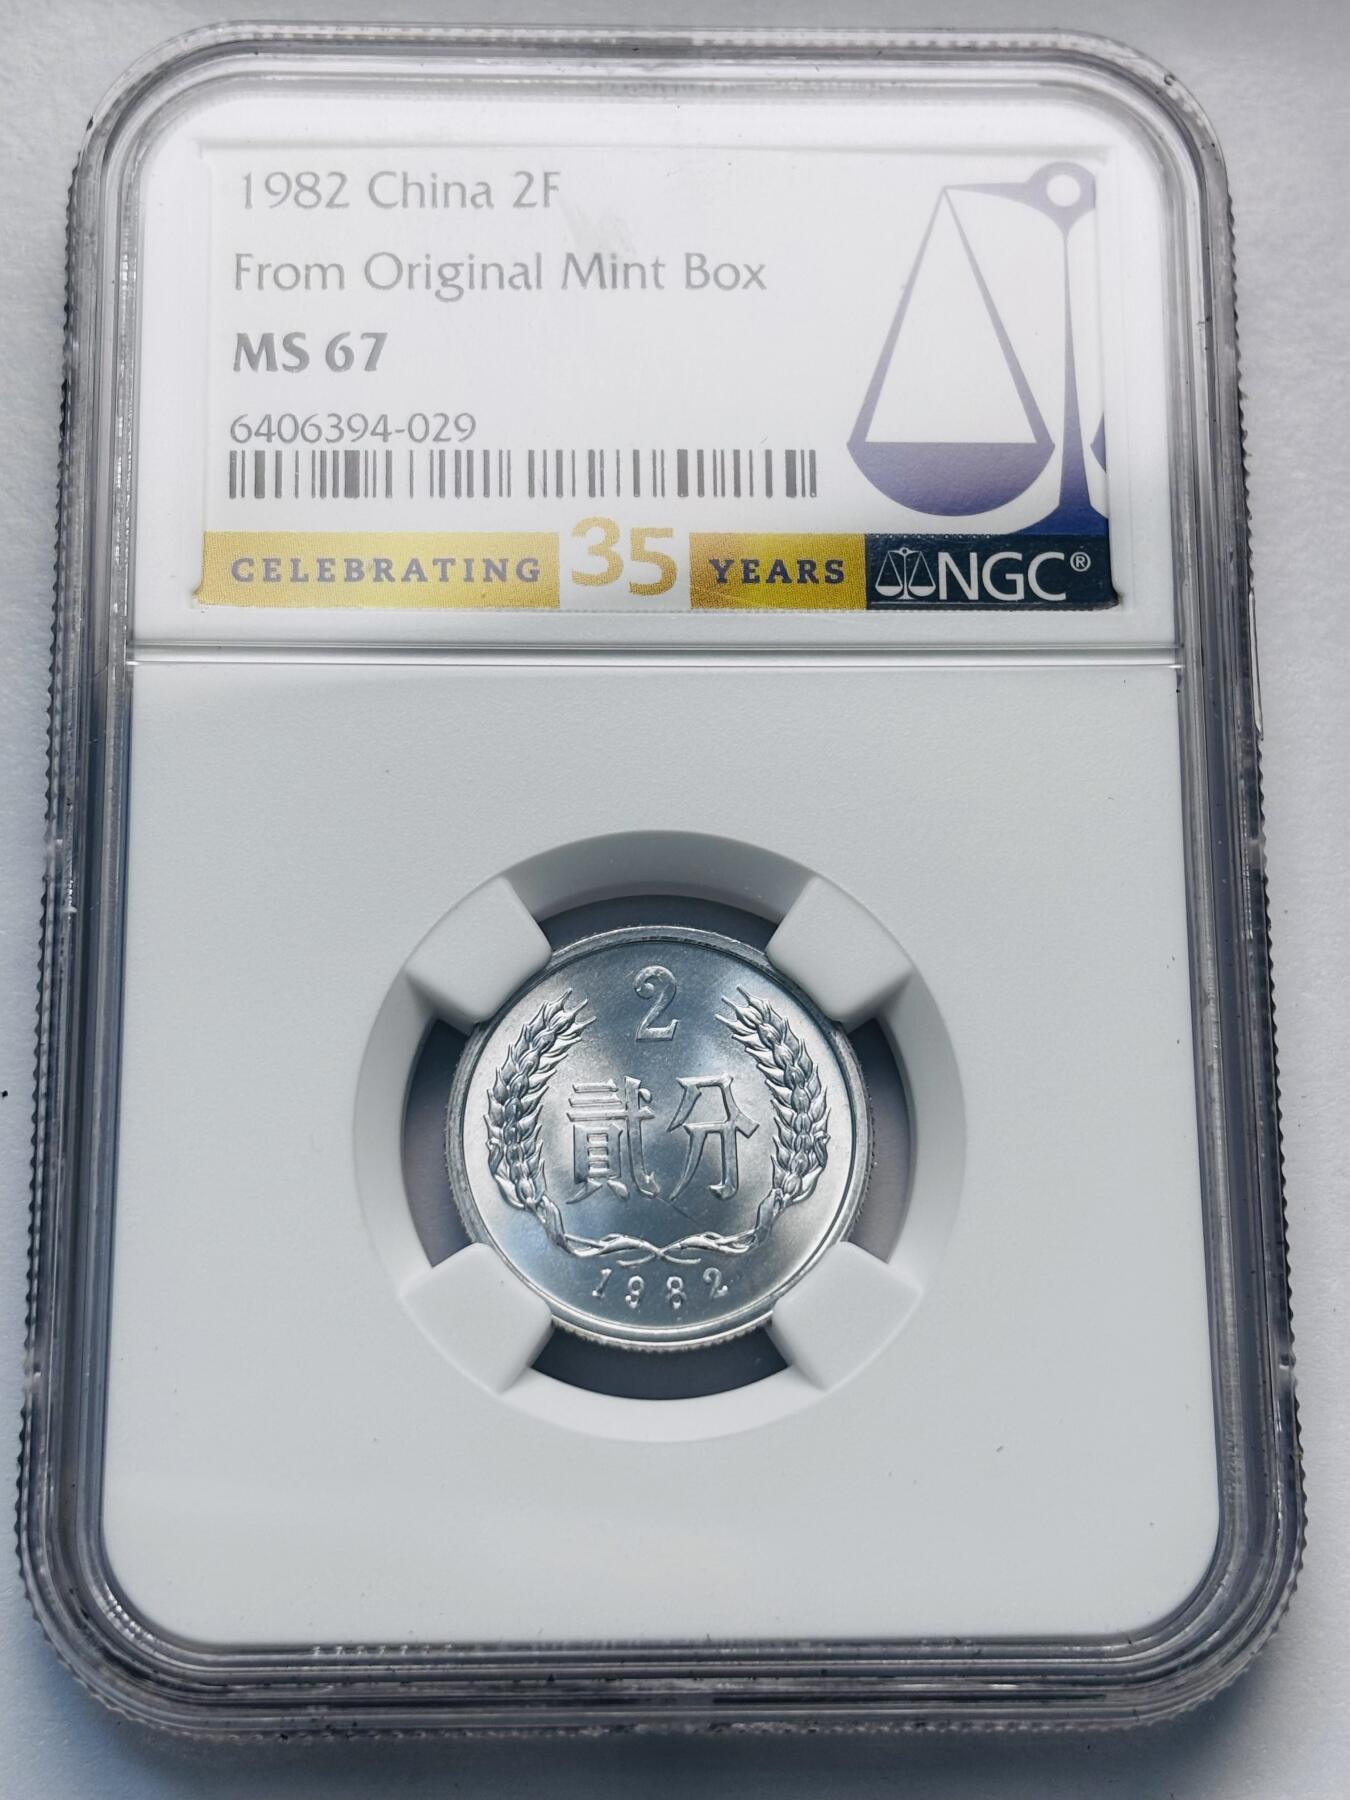 1982 China 2F
From Original Mint Box
MS 67
6406394-029
CELEBRATING 35 YEARS NGC®
2
貳分
1982